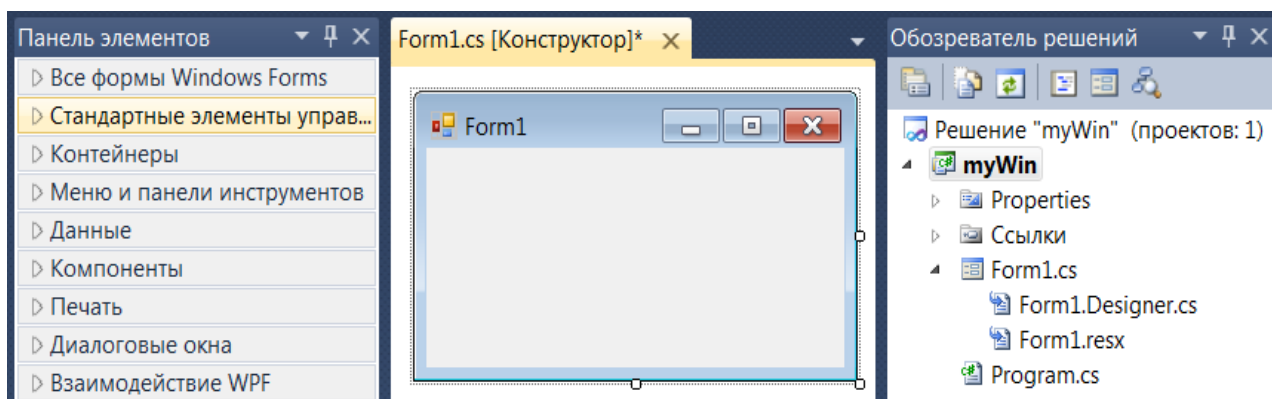 Панель элементов
Все формы Windows Forms
Стандартные элементы управ...
Контейнеры
Меню и панели инструментов
Данные
Компоненты
Печать
Диалоговые окна
Взаимодействие WPF
Form1.cs [Конструктор]*
Form1
Обозреватель решений
Решение "myWin" (проектов: 1)
myWin
Properties
Ссылки
Form1.cs
Form1.Designer.cs
Form1.resx
Program.cs